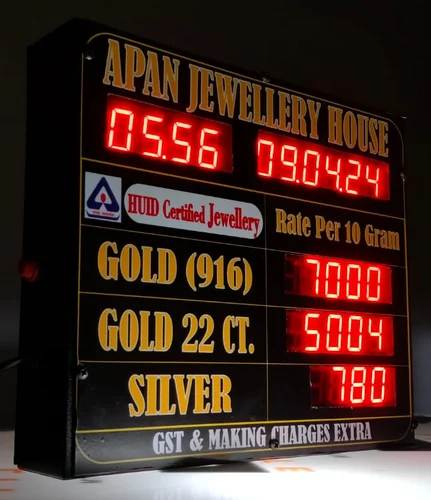 APAN JEWELLERY HOUSE
05.56 09.04.24
HUID Certified Jewellery Rate Per 10 Gram
GOLD (916) 7000
GOLD 22 CT. 5004
SILVER 780
GST & MAKING CHARGES EXTRA